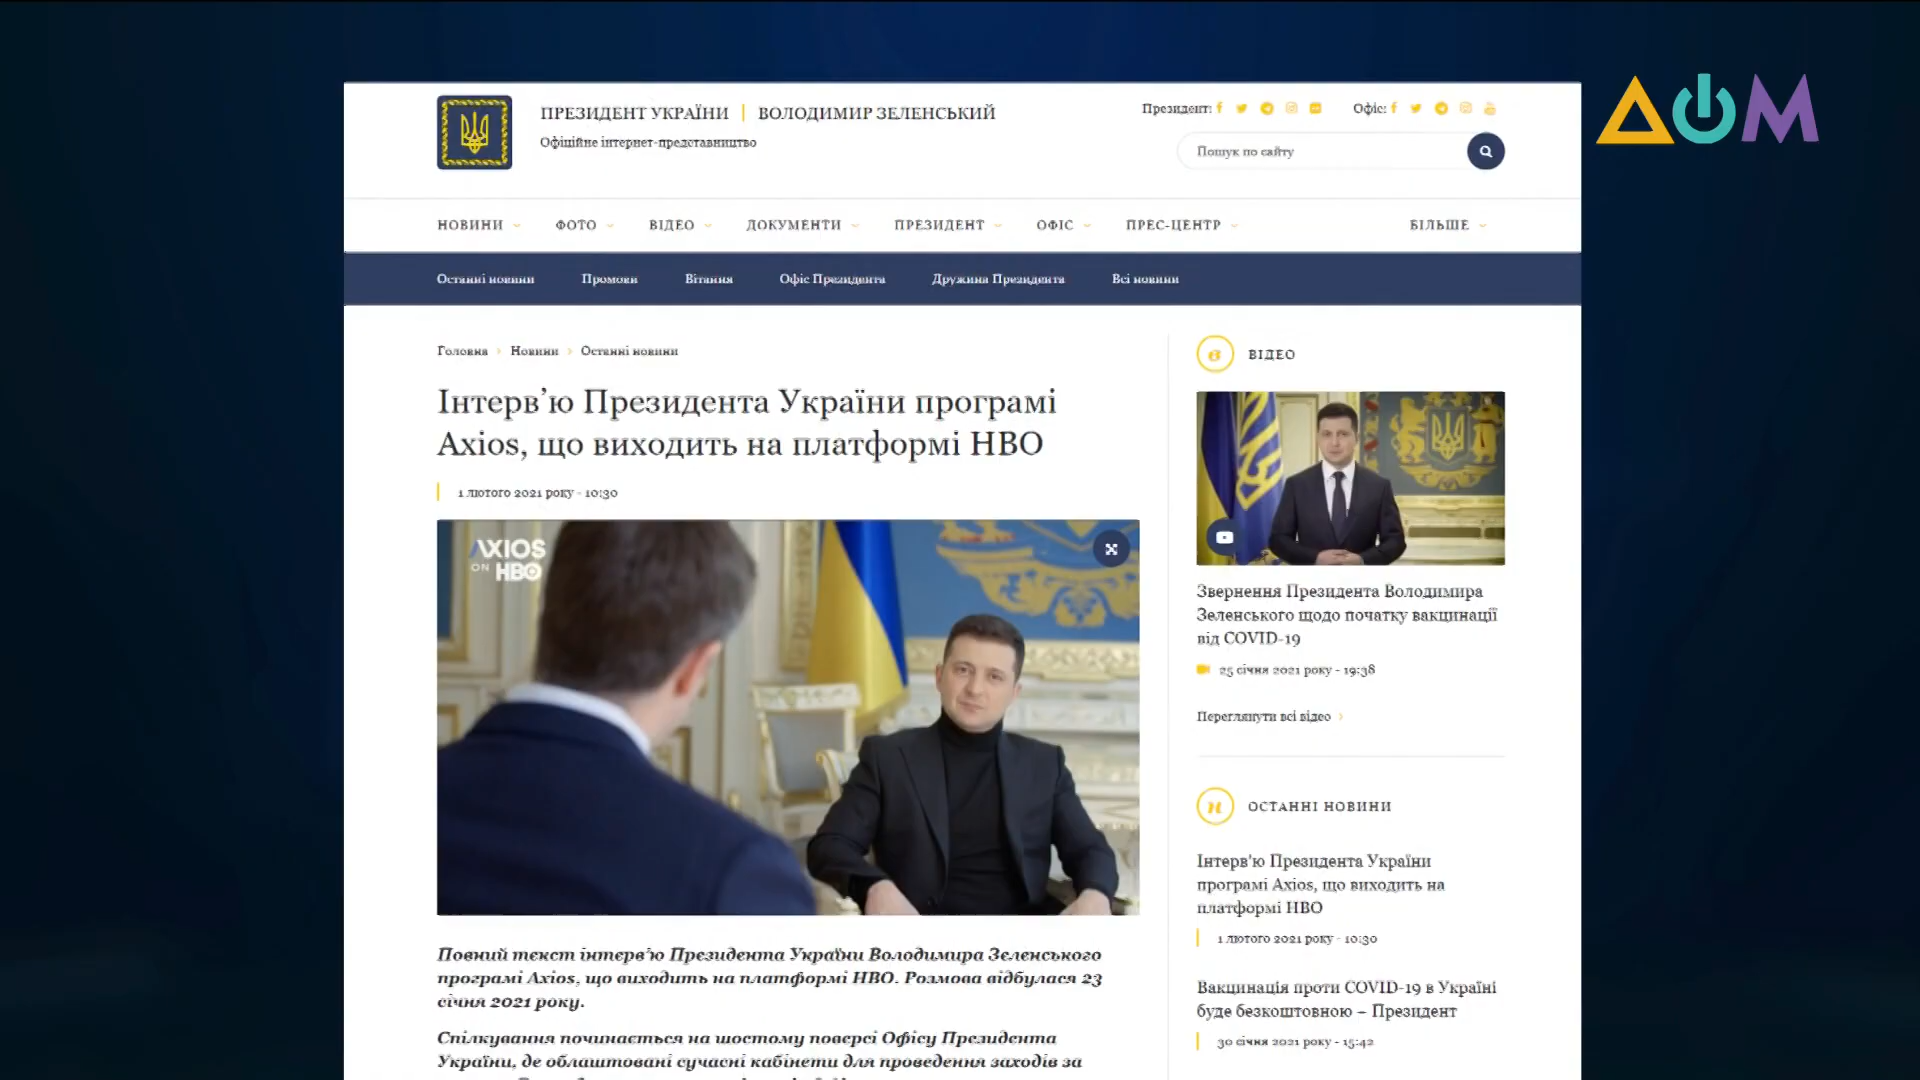 ПРЕЗИДЕНТ УКРАЇНИ | ВОЛОДИМИР ЗЕЛЕНСЬКИЙ
Офіційне інтернет-представництво
Президент:
Офіс:
Пошук по сайту
ДОМ
НОВИНИ ФОТО ВІДЕО ДОКУМЕНТИ ПРЕЗИДЕНТ ОФІС ПРЕС-ЦЕНТР БІЛЬШЕ
Останні новини Промови Вітання Офіс Президента Дружина Президента Всі новини
Головна › Новини › Останні новини
Інтерв’ю Президента України програмі
Axios, що виходить на платформі HBO
1 лютого 2021 року - 10:30
AXIOS
ON HBO
Повний текст інтерв’ю Президента України Володимира Зеленського
програмі Axios, що виходить на платформі HBO. Розмова відбулася 23
січня 2021 року.
Спілкування починається на шостому поверсі Офісу Президента
України, де облаштовані сучасні кабінети для проведення заходів за
в ВІДЕО
Звернення Президента Володимира
Зеленського щодо початку вакцинації
від COVID-19
25 січня 2021 року - 19:38
Переглянути всі відео ›
н ОСТАННІ НОВИНИ
Інтерв’ю Президента України
програмі Axios, що виходить на
платформі HBO
1 лютого 2021 року - 10:30
Вакцинація проти COVID-19 в Україні
буде безкоштовною – Президент
30 січня 2021 року - 15:42